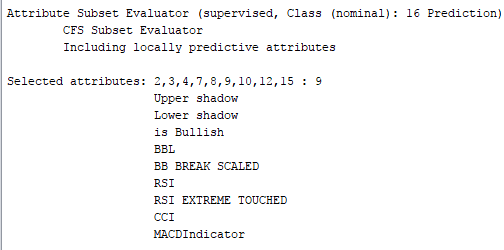 Attribute Subset Evaluator (supervised, Class (nominal): 16 Prediction)
CFS Subset Evaluator
Including locally predictive attributes
Selected attributes: 2,3,4,7,8,9,10,12,15 : 9
Upper shadow
Lower shadow
is Bullish
BBL
BB BREAK SCALED
RSI
RSI EXTREME TOUCHED
CCI
MACDIndicator